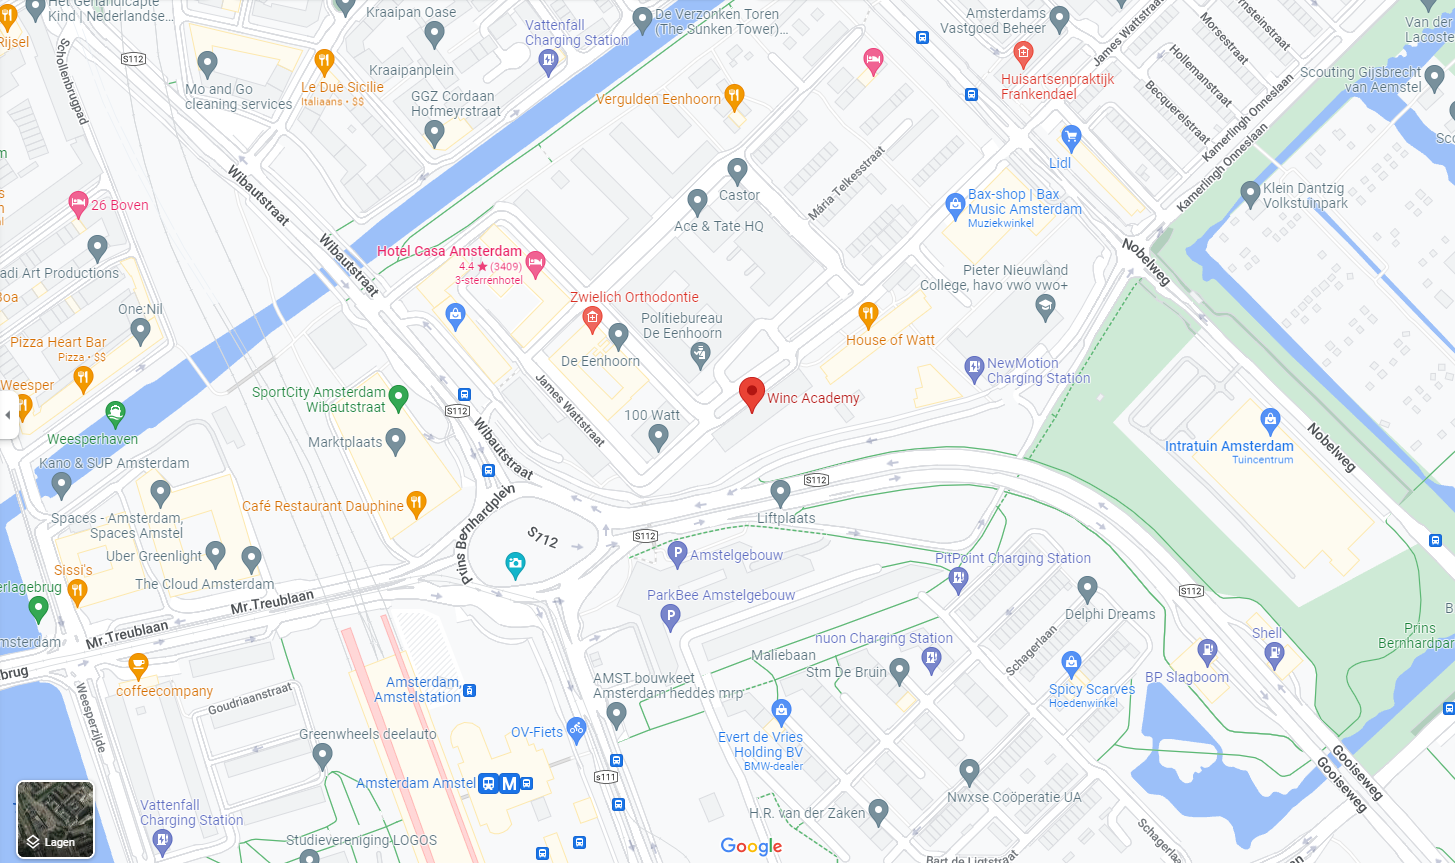 Het Gehandicapte
Kind | Nederlandse...
Rijsel
Schollenbrugpad
S112
Mo and Go
cleaning services
Le Due Sicilie
Italiaans • $$
Kraaipan Oase
Kraaipanplein
GGZ Cordaan
Hofmeyrstraat
Vattenfall
Charging Station
De Verzonken Toren
(The Sunken Tower)...
Vergulden Eenhoorn
Amsterdams
Vastgoed Beheer
James Wattstraat
Huisartsenpraktijk
Frankendael
Morsestraat
Hollemanstraat
Becquerelstraat
Kamerlingh Onneslaan
Kamerlingh Onneslaan
Kamerlingh Onneslaan
Van der
Lacoste
Scouting Gijsbrecht
van Aemstel
Sco
Lidl
Klein Dantzig
Volkstuinpark
Wibautstraat
Wibautstraat
26 Boven
adi Art Productions
Boa
One:Nil
Pizza Heart Bar
Pizza • $$
Weesper
Weesperhaven
Hotel Casa Amsterdam
4.4 ★ (3409)
3-sterrenhotel
Castor
Ace & Tate HQ
Mária Telkesstraat
Bax-shop | Bax
Music Amsterdam
Muziekwinkel
Nobelweg
Pieter Nieuwland
College, havo vwo vwo+
Zwielich Orthodontie
Politiebureau
De Eenhoorn
De Eenhoorn
House of Watt
NewMotion
Charging Station
SportCity Amsterdam
Wibautstraat
S112
James Wattstraat
Winc Academy
100 Watt
Marktplaats
Wibautstraat
Intratuin Amsterdam
Tuincentrum
Nobelweg
Kano & SUP Amsterdam
Spaces - Amsterdam,
Spaces Amstel
Café Restaurant Dauphine
Prins Bernhardplein
S112
S112
S112
Liftplaats
Uber Greenlight
The Cloud Amsterdam
Sissi's
erlagebrug
msterdam
Amstelgebouw
PitPoint Charging Station
S112
ParkBee Amstelgebouw
Delphi Dreams
Mr.Treublaan
Mr.Treublaan
brug
Prins
Bernhardpar
nuon Charging Station
Schagerlaan
Shell
BP Slagboom
Maliebaan
Stm De Bruin
coffeecompany
Weesperzijde
Goudriaanstraat
Amsterdam,
Amstelstation
AMST bouwkeet
Amsterdam heddes mrp
Spicy Scarves
Hoedenwinkel
Greenwheels deelauto
OV-Fiets
Evert de Vries
Holding BV
BMW-dealer
Gooiseweg
Gooiseweg
Amsterdam Amstel
M
s111
Nwxse Coöperatie UA
H.R. van der Zaken
Vattenfall
Charging Station
Lagen
Studievereniging LOGOS
Google
Schagerlaan
Bart de Ligtstraat